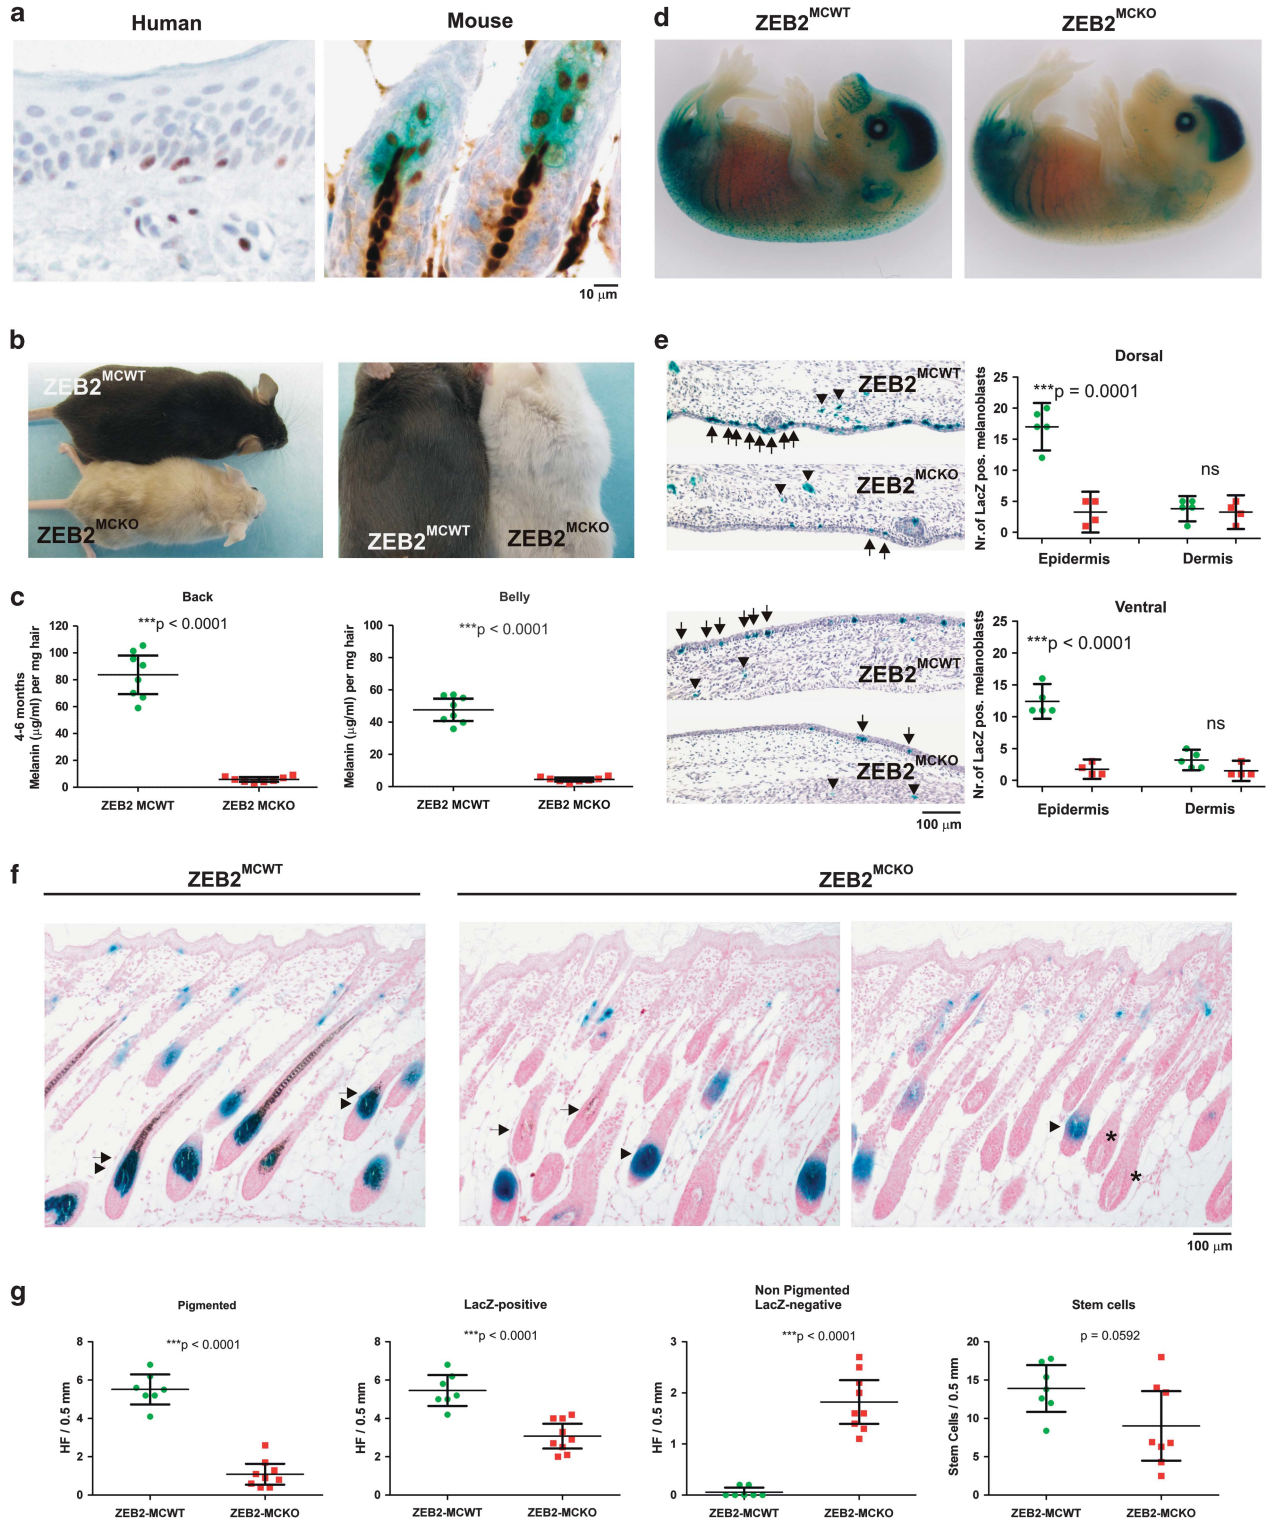 a
Human
Mouse
10 µm
d
ZEB2MCWT
ZEB2MCKO
b
ZEB2MCWT
ZEB2MCKO
ZEB2MCWT
ZEB2MCKO
e
ZEB2MCWT
ZEB2MCKO
Dorsal
Nr.of LacZ pos. melanoblasts
25
20
15
10
5
0
***p = 0.0001
ns
Epidermis
Dermis
ZEB2MCWT
ZEB2MCKO
100 µm
Ventral
Nr.of LacZ pos. melanoblasts
25
20
15
10
5
0
***p < 0.0001
ns
Epidermis
Dermis
c
Back
4-6 months
Melanin (µg/ml) per mg hair
120
100
80
60
40
20
0
***p < 0.0001
ZEB2 MCWT
ZEB2 MCKO
Belly
Melanin (µg/ml) per mg hair
100
80
60
40
20
0
***p < 0.0001
ZEB2 MCWT
ZEB2 MCKO
f
ZEB2MCWT
ZEB2MCKO
*
*
100 µm
g
Pigmented
HF / 0.5 mm
8
6
4
2
0
***p < 0.0001
ZEB2-MCWT
ZEB2-MCKO
LacZ-positive
HF / 0.5 mm
8
6
4
2
0
***p < 0.0001
ZEB2-MCWT
ZEB2-MCKO
Non Pigmented
LacZ-negative
HF / 0.5 mm
3
2
1
0
***p < 0.0001
ZEB2-MCWT
ZEB2-MCKO
Stem cells
Stem Cells / 0.5 mm
20
15
10
5
0
p = 0.0592
ZEB2-MCWT
ZEB2-MCKO